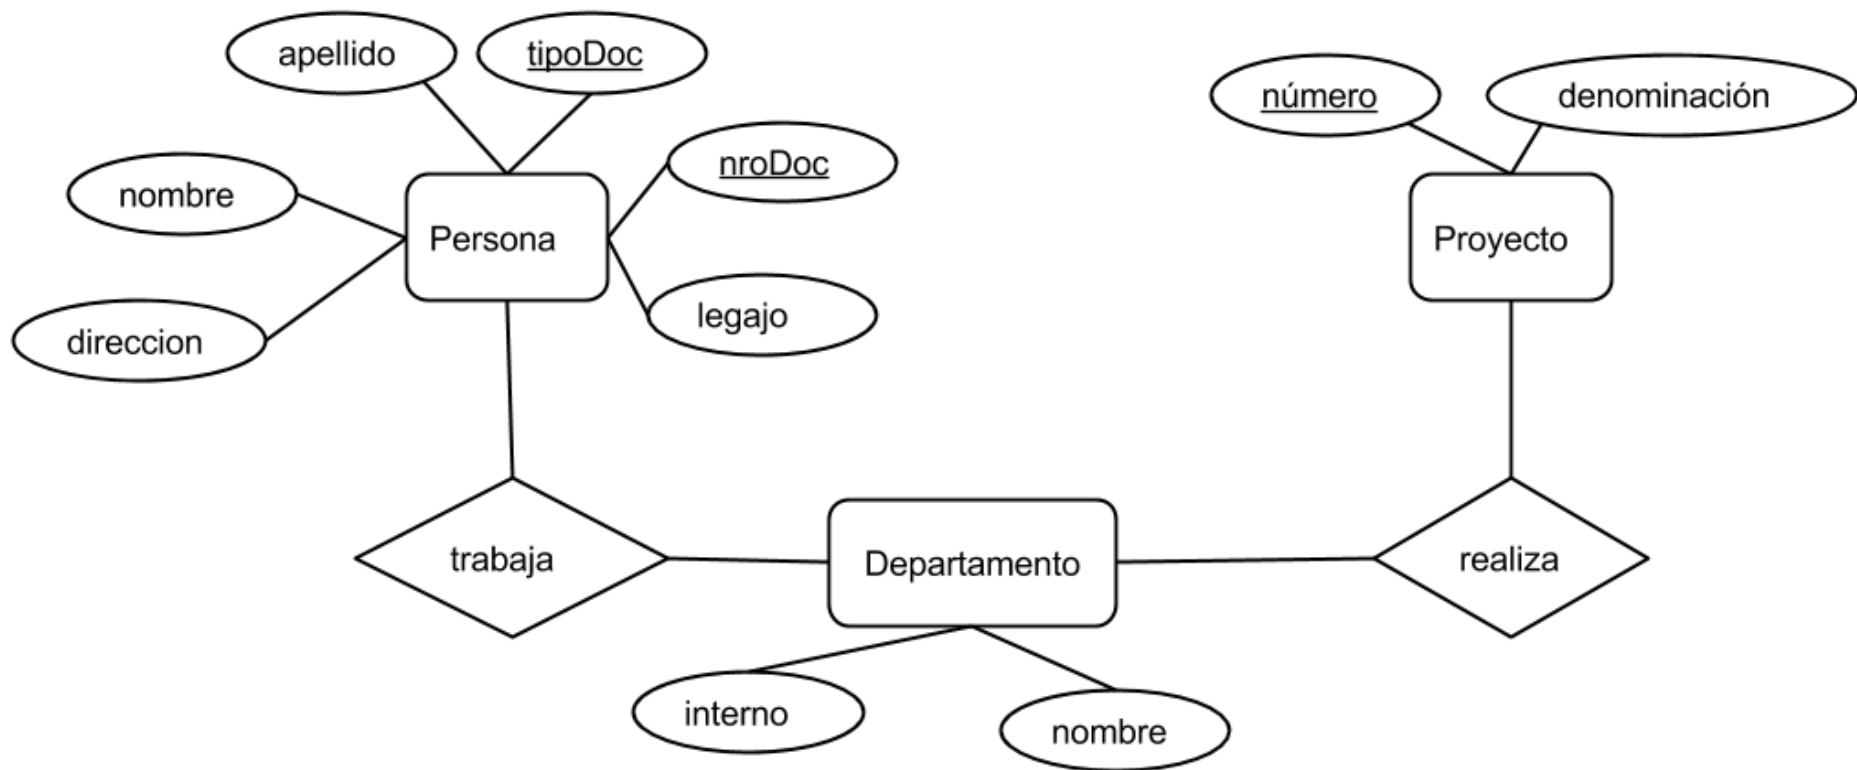 apellido
tipoDoc
número
denominación
nroDoc
nombre
Persona
Proyecto
legajo
direccion
trabaja
Departamento
realiza
interno
nombre